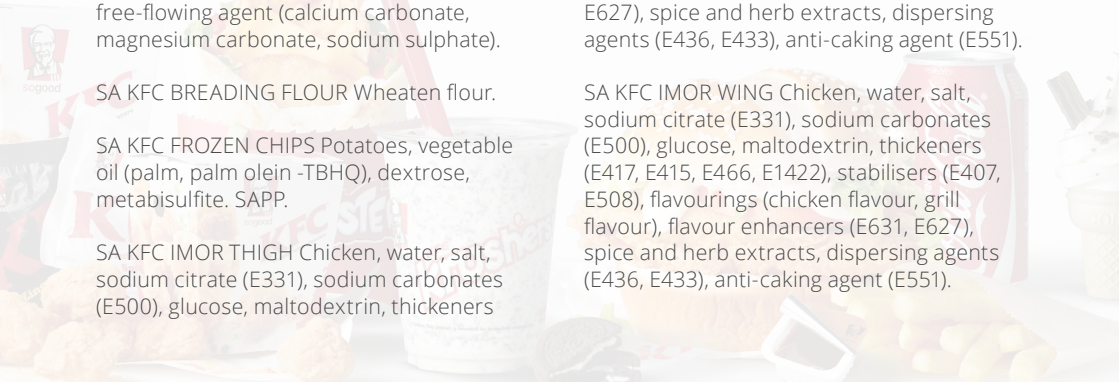 free-flowing agent (calcium carbonate,
magnesium carbonate, sodium sulphate).
SA KFC BREADING FLOUR Wheaten flour.
SA KFC FROZEN CHIPS Potatoes, vegetable
oil (palm, palm olein -TBHQ), dextrose,
metabisulfite. SAPP.
SA KFC IMOR THIGH Chicken, water, salt,
sodium citrate (E331), sodium carbonates
(E500), glucose, maltodextrin, thickeners
E627), spice and herb extracts, dispersing
agents (E436, E433), anti-caking agent (E551).
SA KFC IMOR WING Chicken, water, salt,
sodium citrate (E331), sodium carbonates
(E500), glucose, maltodextrin, thickeners
(E417, E415, E466, E1422), stabilisers (E407,
E508), flavourings (chicken flavour, grill
flavour), flavour enhancers (E631, E627),
spice and herb extracts, dispersing agents
(E436, E433), anti-caking agent (E551).
KFC
sogood